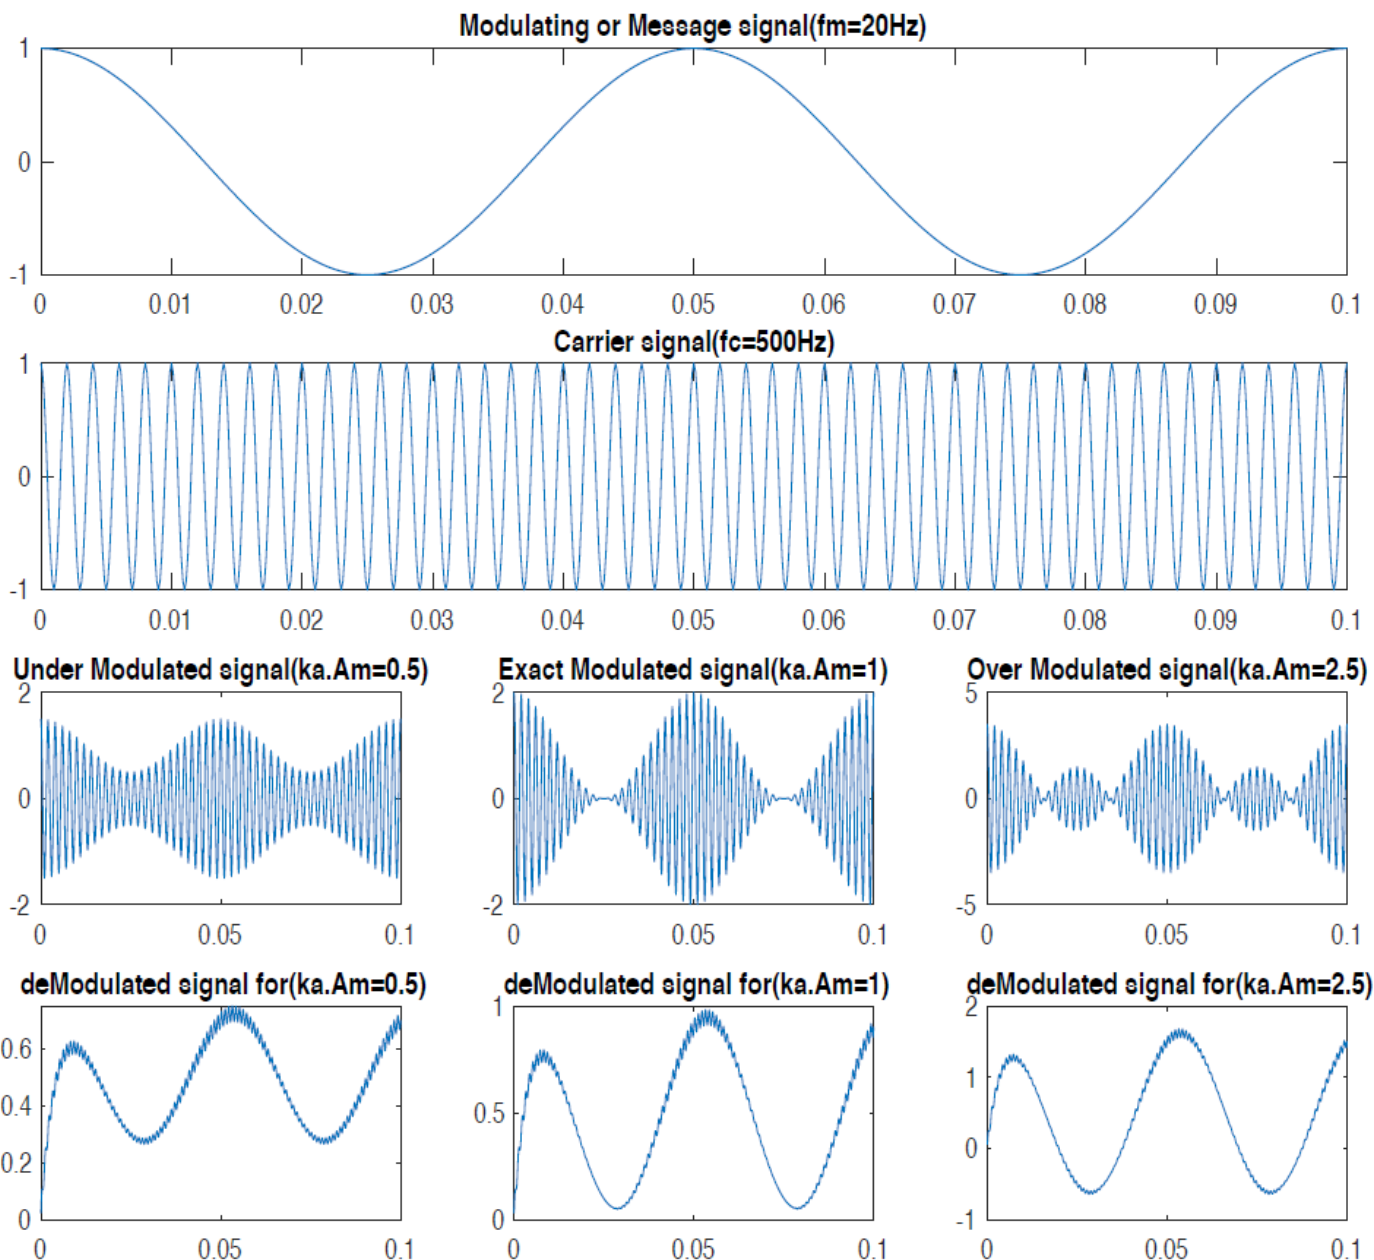 Modulating or Message signal(fm=20Hz)
1
0
-1
0 0.01 0.02 0.03 0.04 0.05 0.06 0.07 0.08 0.09 0.1
Carrier signal(fc=500Hz)
1
0
-1
0 0.01 0.02 0.03 0.04 0.05 0.06 0.07 0.08 0.09 0.1
Under Modulated signal(ka.Am=0.5)
2
0
-2
0 0.05 0.1
Exact Modulated signal(ka.Am=1)
2
0
-2
0 0.05 0.1
Over Modulated signal(ka.Am=2.5)
5
0
-5
0 0.05 0.1
deModulated signal for(ka.Am=0.5)
0.6
0.4
0.2
0
0 0.05 0.1
deModulated signal for(ka.Am=1)
1
0.5
0
0 0.05 0.1
deModulated signal for(ka.Am=2.5)
2
1
0
-1
0 0.05 0.1